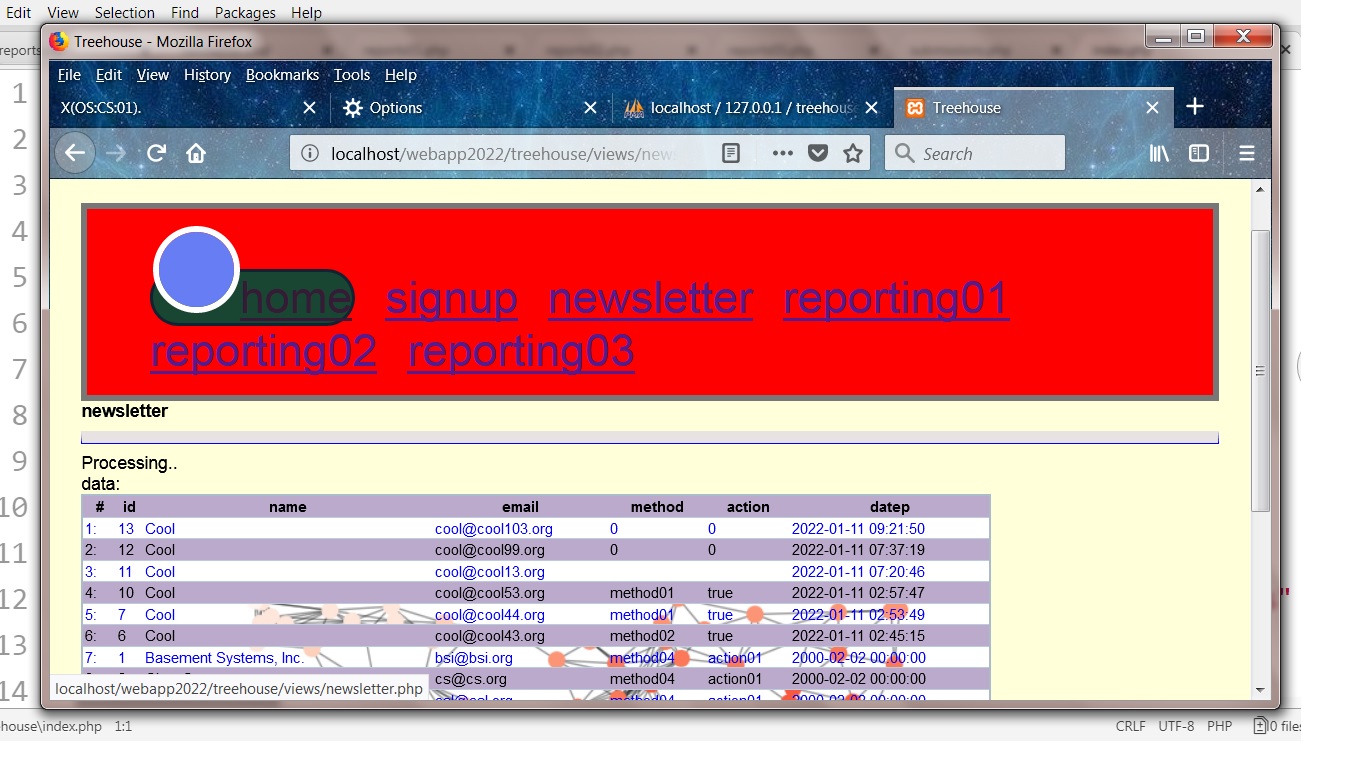 Edit View Selection Find Packages Help
Treehouse - Mozilla Firefox
reports
File Edit View History Bookmarks Tools Help
X(OS:CS:01). Options localhost / 127.0.0.1 / treehous Treehouse
localhost/webapp2022/treehouse/views/news Search
1
2
3
4
5
6
7
8
9
10
11
12
13
14
home signup newsletter reporting01
reporting02 reporting03
newsletter
Processing..
data:
# id name email method action datep
1: 13 Cool cool@cool103.org 0 0 2022-01-11 09:21:50
2: 12 Cool cool@cool99.org 0 0 2022-01-11 07:37:19
3: 11 Cool cool@cool13.org 2022-01-11 07:20:46
4: 10 Cool cool@cool53.org method01 true 2022-01-11 02:57:47
5: 7 Cool cool@cool44.org method01 true 2022-01-11 02:53:49
6: 6 Cool cool@cool43.org method02 true 2022-01-11 02:45:15
7: 1 Basement Systems, Inc. bsi@bsi.org method04 action01 2000-02-02 00:00:00
cs@cs.org method04 action01 2000-02-02 00:00:00
localhost/webapp2022/treehouse/views/newsletter.php
"
house\index.php 1:1 CRLF UTF-8 PHP 0 files